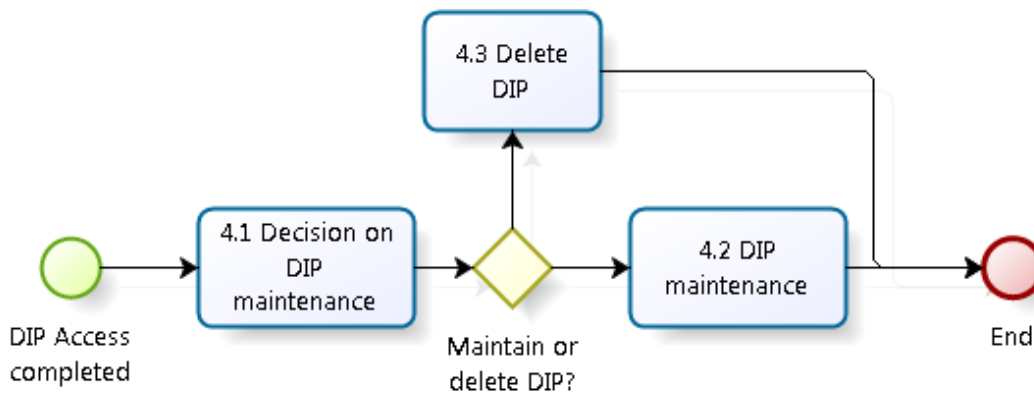 4.3 Delete
DIP
4.1 Decision on
DIP
maintenance
4.2 DIP
maintenance
DIP Access
completed
Maintain or
delete DIP?
End